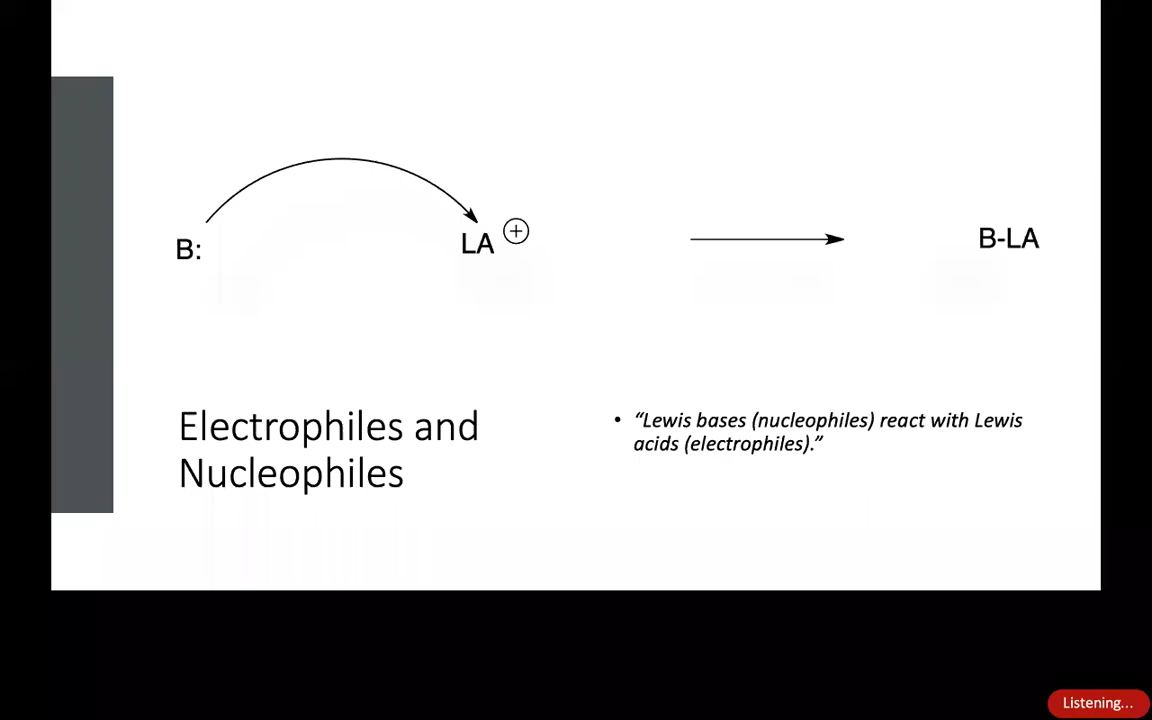 B:
LA ⊕
B-LA
Electrophiles and
Nucleophiles
• “Lewis bases (nucleophiles) react with Lewis
acids (electrophiles).”
Listening...